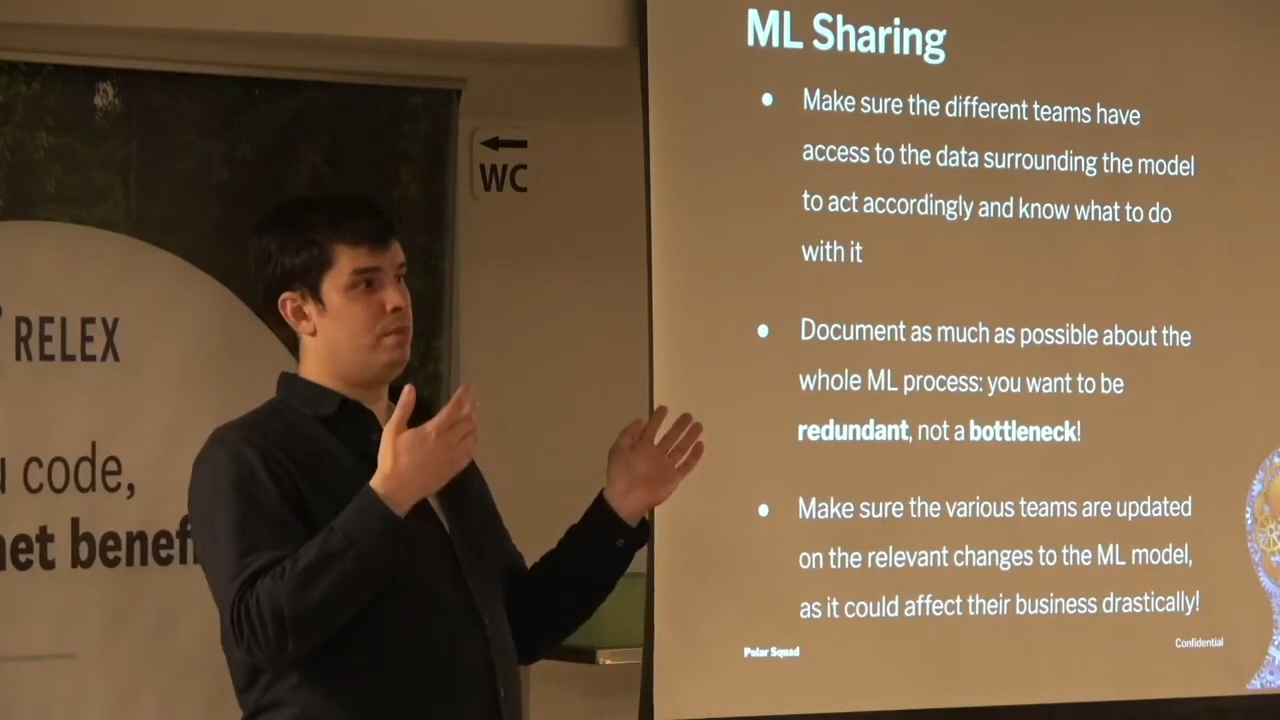 ML Sharing
Make sure the different teams have
access to the data surrounding the model
to act accordingly and know what to do
with it
Document as much as possible about the
whole ML process: you want to be
redundant, not a bottleneck!
Make sure the various teams are updated
on the relevant changes to the ML model,
as it could affect their business drastically!
Polar Squad
Confidential
WC
RELEX
code,